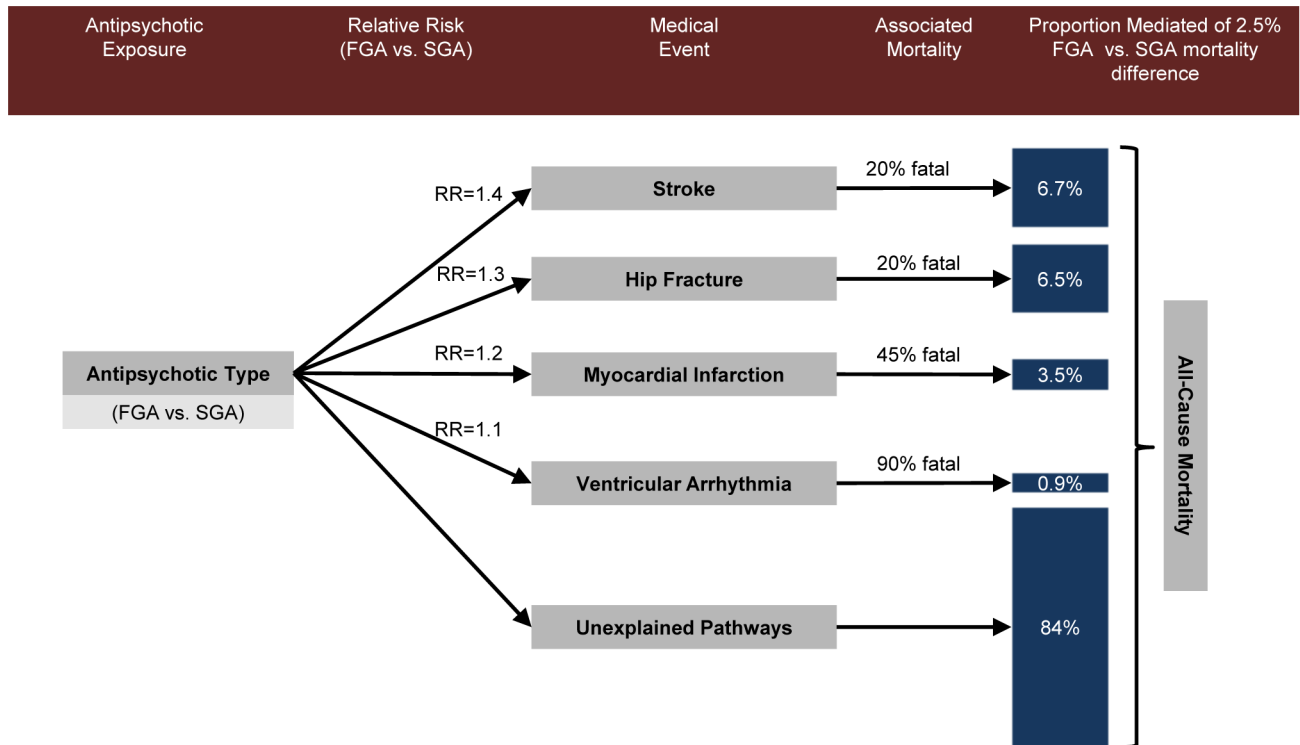 Antipsychotic
Exposure
Relative Risk
(FGA vs. SGA)
Medical
Event
Associated
Mortality
Proportion Mediated of 2.5%
FGA vs. SGA mortality
difference
RR=1.4
Stroke
20% fatal
6.7%
RR=1.3
Hip Fracture
20% fatal
6.5%
Antipsychotic Type
(FGA vs. SGA)
RR=1.2
Myocardial Infarction
45% fatal
3.5%
RR=1.1
Ventricular Arrhythmia
90% fatal
0.9%
Unexplained Pathways
84%
All-Cause Mortality